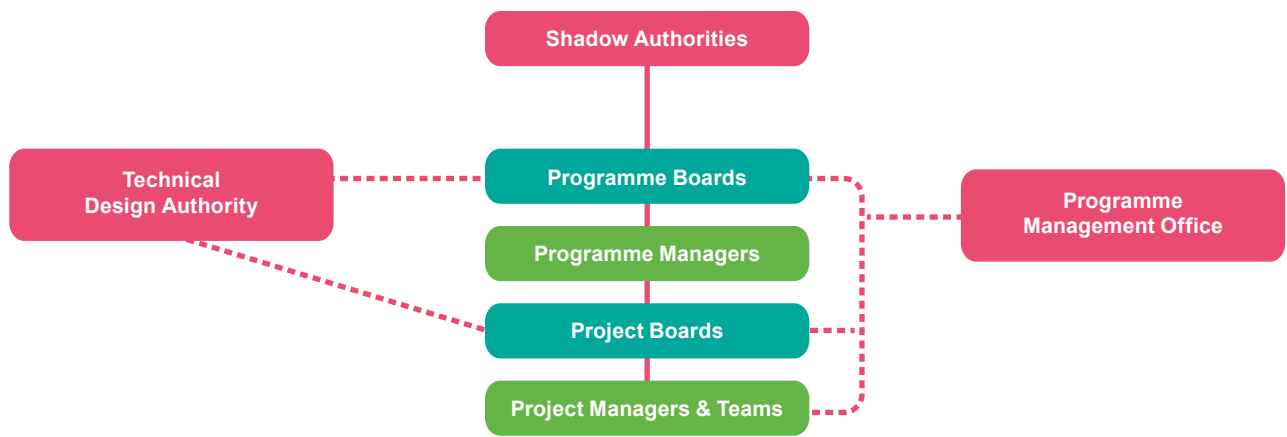 Shadow Authorities
Technical
Design Authority
Programme Boards
Programme
Management Office
Programme Managers
Project Boards
Project Managers & Teams